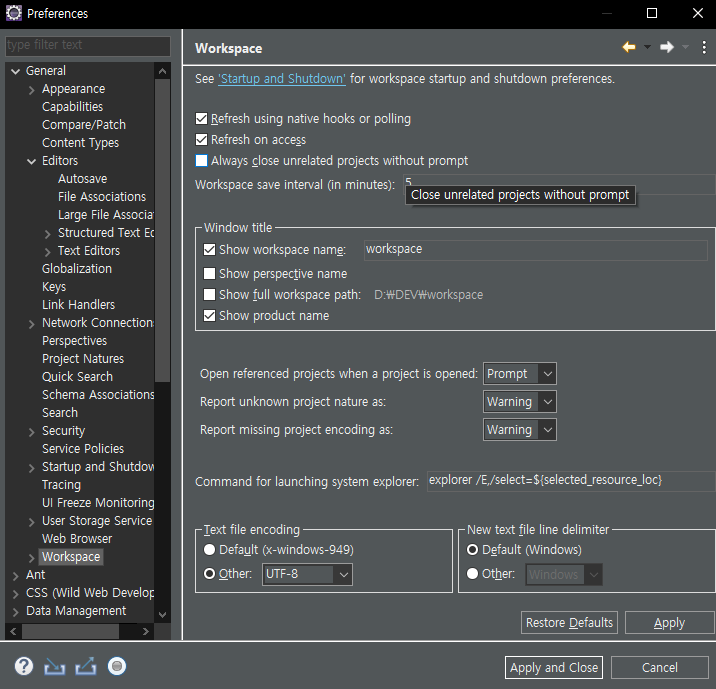 Preferences
type filter text
General
Appearance
Capabilities
Compare/Patch
Content Types
Editors
Autosave
File Associations
Large File Associa
Structured Text Ed
Text Editors
Globalization
Keys
Link Handlers
Network Connection
Perspectives
Project Natures
Quick Search
Schema Associations
Search
Security
Service Policies
Startup and Shutdow
Tracing
UI Freeze Monitoring
User Storage Service
Web Browser
Workspace
Ant
CSS (Wild Web Develop
Data Management
Workspace
See 'Startup and Shutdown' for workspace startup and shutdown preferences.
Refresh using native hooks or polling
Refresh on access
Always close unrelated projects without prompt
Workspace save interval (in minutes): 5
Close unrelated projects without prompt
Window title
Show workspace name: workspace
Show perspective name
Show full workspace path: D:₩DEV₩workspace
Show product name
Open referenced projects when a project is opened: Prompt
Report unknown project nature as: Warning
Report missing project encoding as: Warning
Command for launching system explorer: explorer /E,/select=${selected_resource_loc}
Text file encoding
Default (x-windows-949)
Other: UTF-8
New text file line delimiter
Default (Windows)
Other: Windows
Restore Defaults Apply
? Apply and Close Cancel